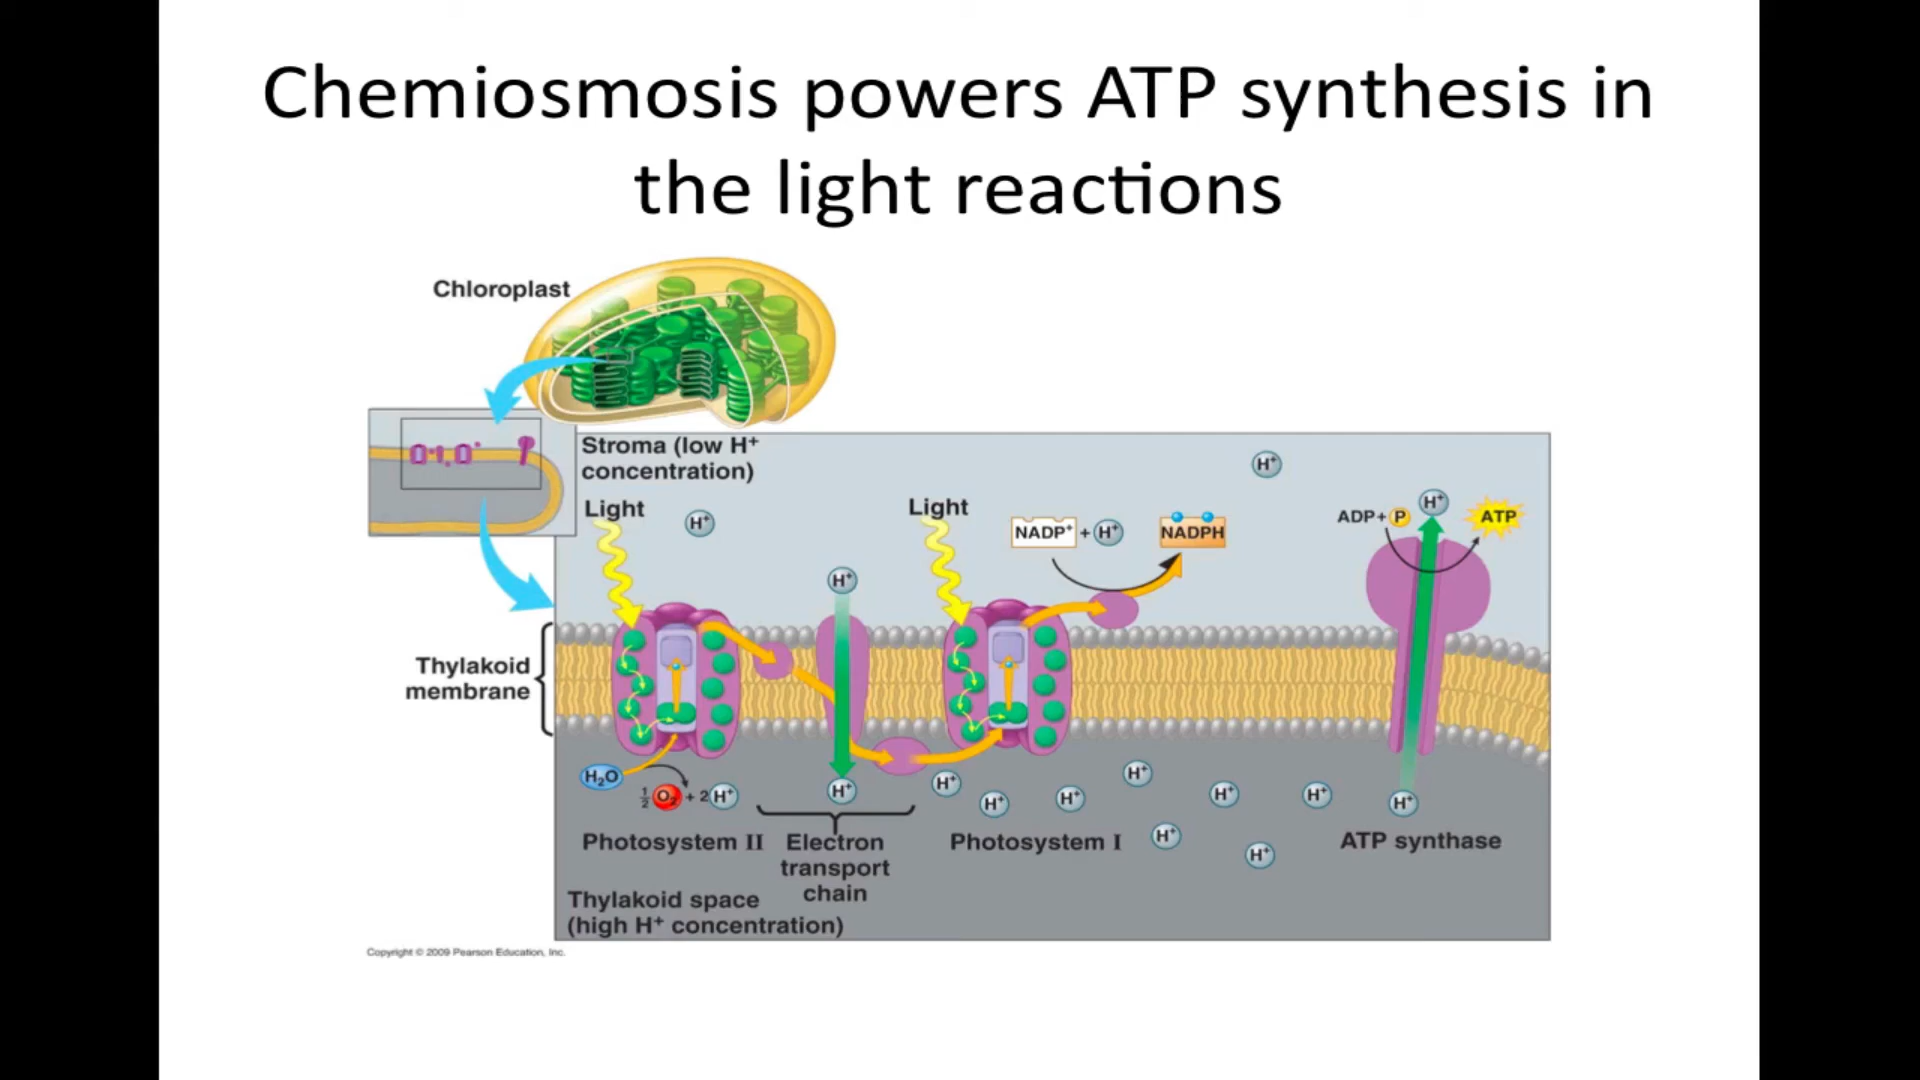 Chemiosmosis powers ATP synthesis in
the light reactions
Chloroplast
Stroma (low H⁺
concentration)
Light
H⁺
H⁺
Light
NADP⁺ + H⁺
NADPH
H⁺
ADP + P
H⁺
ATP
Thylakoid
membrane
H₂O
½ O₂ + 2 H⁺
H⁺
H⁺
H⁺
H⁺
H⁺
H⁺
H⁺
H⁺
H⁺
H⁺
Photosystem II
Electron
transport
chain
Photosystem I
ATP synthase
Thylakoid space
(high H⁺ concentration)
Copyright © 2009 Pearson Education, Inc.